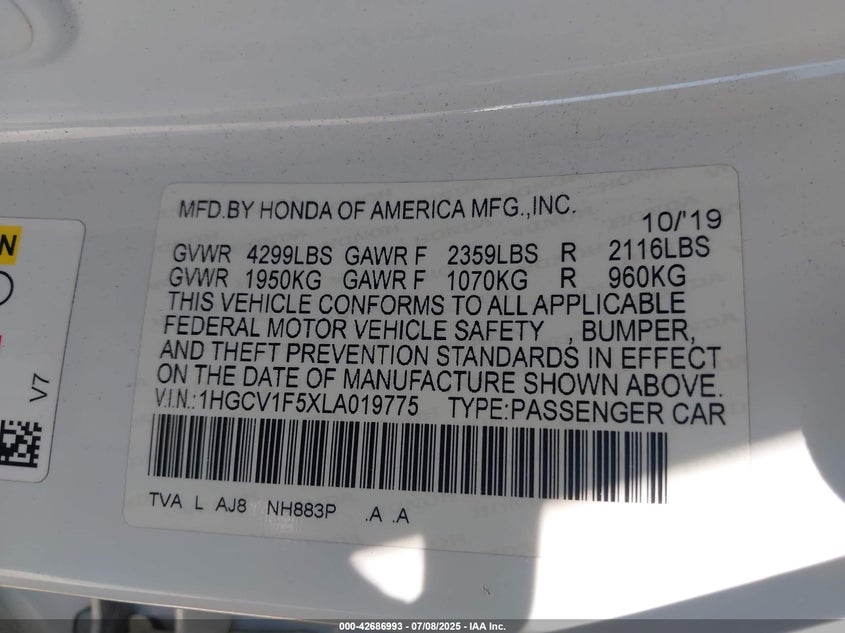 MFD.BY HONDA OF AMERICA MFG.,INC.
10/'19
GVWR 4299LBS GAWR F 2359LBS R 2116LBS
GVWR 1950KG GAWR F 1070KG R 960KG
THIS VEHICLE CONFORMS TO ALL APPLICABLE
FEDERAL MOTOR VEHICLE SAFETY , BUMPER,
AND THEFT PREVENTION STANDARDS IN EFFECT
ON THE DATE OF MANUFACTURE SHOWN ABOVE.
V.I.N.:1HGCV1F5XLA019775 TYPE:PASSENGER CAR
TVA L AJ8 NH883P .A .A
N
V7
000-42686993 - 07/08/2025 - IAA Inc.